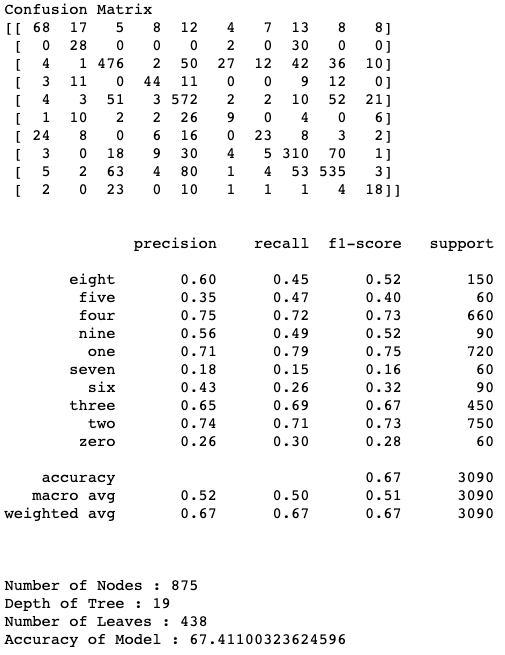 Confusion Matrix
[[ 68 17 5 8 12 4 7 13 8 8]
[ 0 28 0 0 0 2 0 30 0 0]
[ 4 1 476 2 50 27 12 42 36 10]
[ 3 11 0 44 11 0 0 9 12 0]
[ 4 3 51 3 572 2 2 10 52 21]
[ 1 10 2 2 26 9 0 4 0 6]
[ 24 8 0 6 16 0 23 8 3 2]
[ 3 0 18 9 30 4 5 310 70 1]
[ 5 2 63 4 80 1 4 53 535 3]
[ 2 0 23 0 10 1 1 1 4 18]]
precision recall f1-score support
eight 0.60 0.45 0.52 150
five 0.35 0.47 0.40 60
four 0.75 0.72 0.73 660
nine 0.56 0.49 0.52 90
one 0.71 0.79 0.75 720
seven 0.18 0.15 0.16 60
six 0.43 0.26 0.32 90
three 0.65 0.69 0.67 450
two 0.74 0.71 0.73 750
zero 0.26 0.30 0.28 60
accuracy 0.67 3090
macro avg 0.52 0.50 0.51 3090
weighted avg 0.67 0.67 0.67 3090
Number of Nodes : 875
Depth of Tree : 19
Number of Leaves : 438
Accuracy of Model : 67.41100323624596